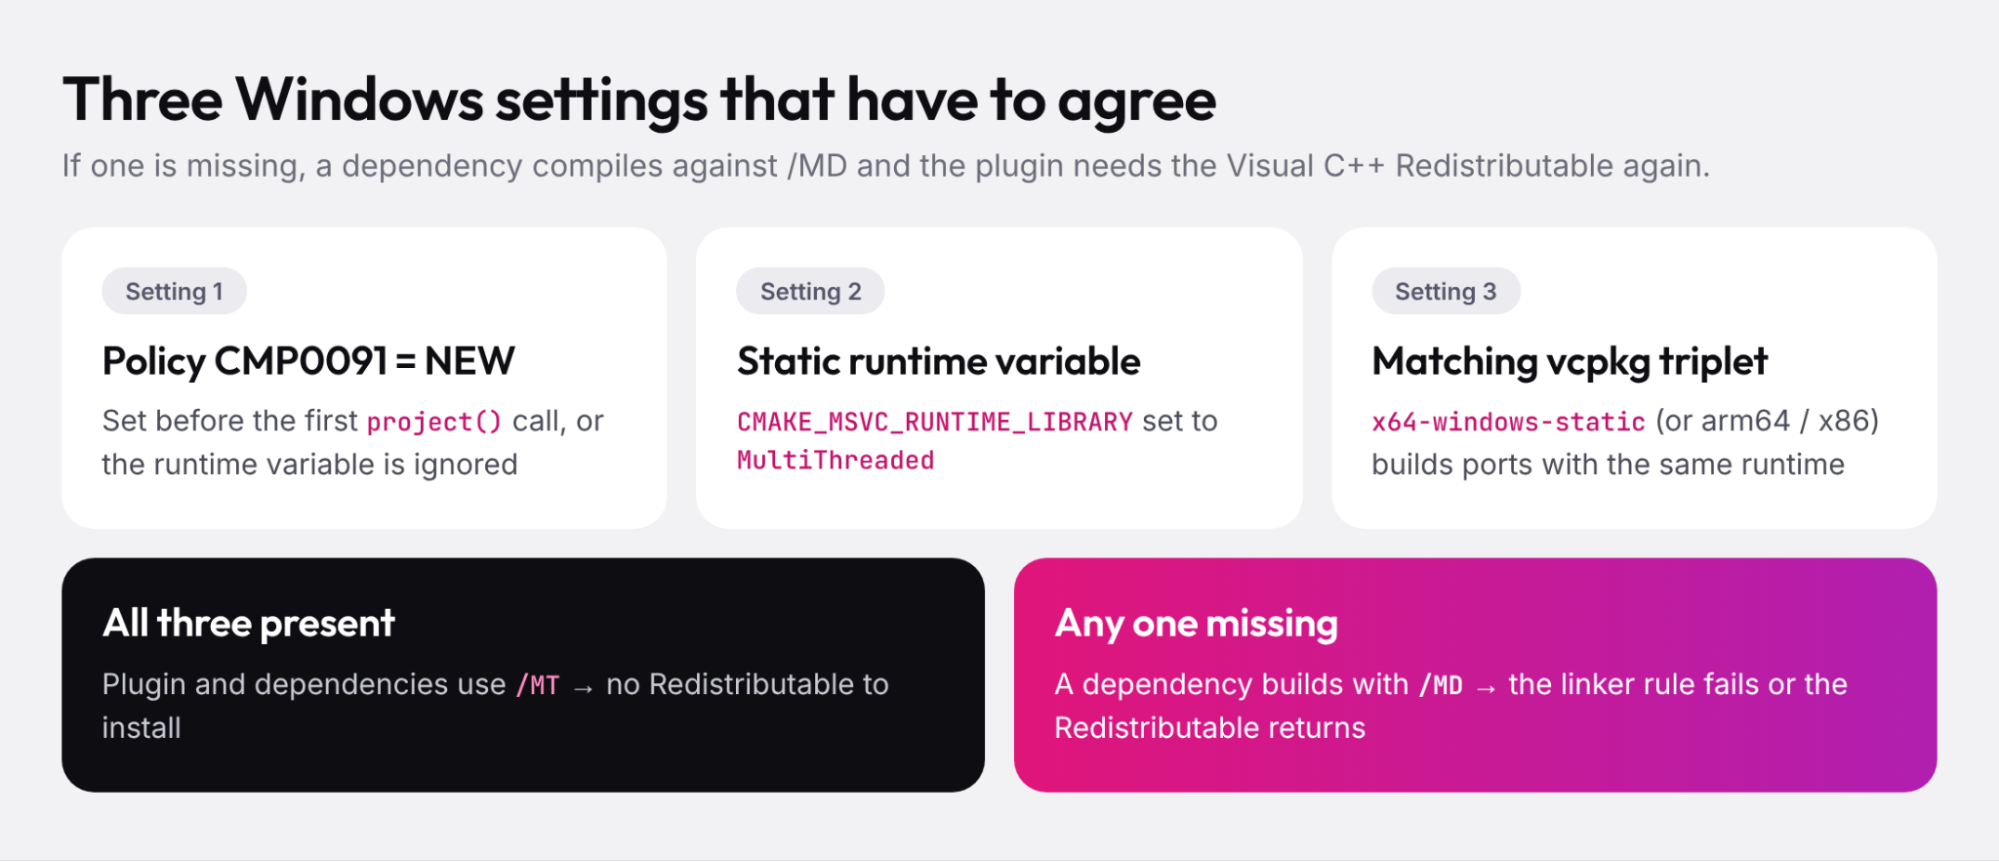 Three Windows settings that have to agree
If one is missing, a dependency compiles against /MD and the plugin needs the Visual C++ Redistributable again.
Setting 1
Policy CMP0091 = NEW
Set before the first project() call, or
the runtime variable is ignored
Setting 2
Static runtime variable
CMAKE_MSVC_RUNTIME_LIBRARY set to
MultiThreaded
Setting 3
Matching vcpkg triplet
x64-windows-static (or arm64 / x86)
builds ports with the same runtime
All three present
Plugin and dependencies use /MT → no Redistributable to
install
Any one missing
A dependency builds with /MD → the linker rule fails or the
Redistributable returns